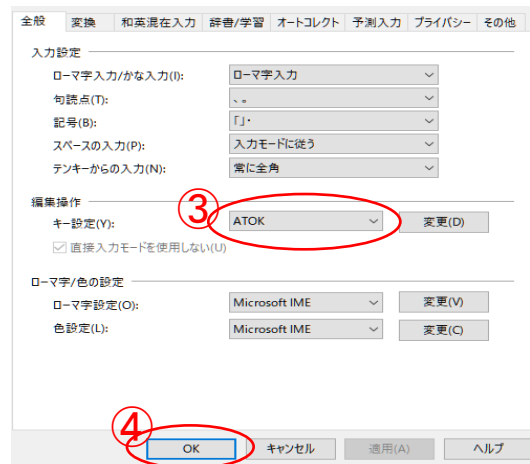 全般 変換 和英混在入力 辞書/学習 オートコレクト 予測入力 プライバシー その他
入力設定
ローマ字入力/かな入力(I): ローマ字入力
句読点(T): 、。
記号(B): 「」・
スペースの入力(P): 入力モードに従う
テンキーからの入力(N): 常に全角
編集操作
③
キー設定(Y): ATOK 変更(D)
直接入力モードを使用しない(U)
ローマ字/色の設定
ローマ字設定(O): Microsoft IME 変更(V)
色設定(L): Microsoft IME 変更(C)
④
OK キャンセル 適用(A) ヘルプ